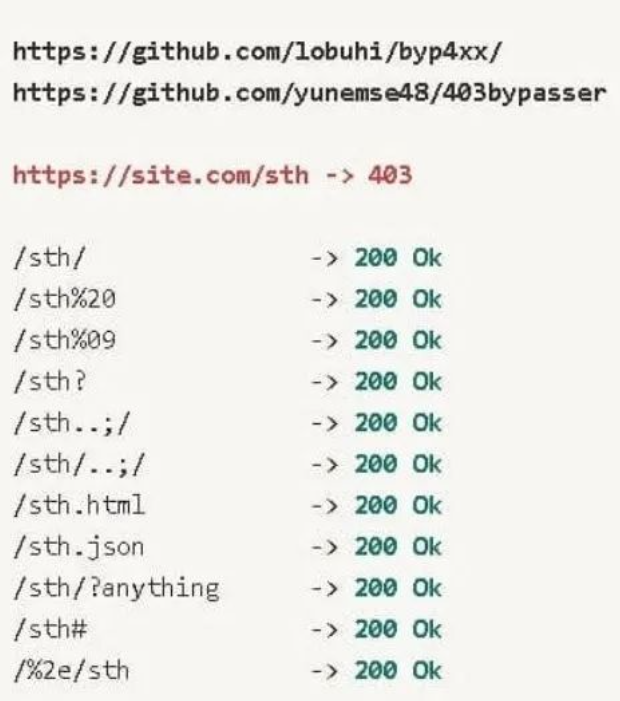 https://github.com/lobuhi/byp4xx/
https://github.com/yunemse48/403bypasser
https://site.com/sth -> 403
/sth/ -> 200 Ok
/sth%20 -> 200 Ok
/sth%09 -> 200 Ok
/sth? -> 200 Ok
/sth..;/ -> 200 Ok
/sth/..;/ -> 200 Ok
/sth.html -> 200 Ok
/sth.json -> 200 Ok
/sth/?anything -> 200 Ok
/sth# -> 200 Ok
/%2e/sth -> 200 Ok